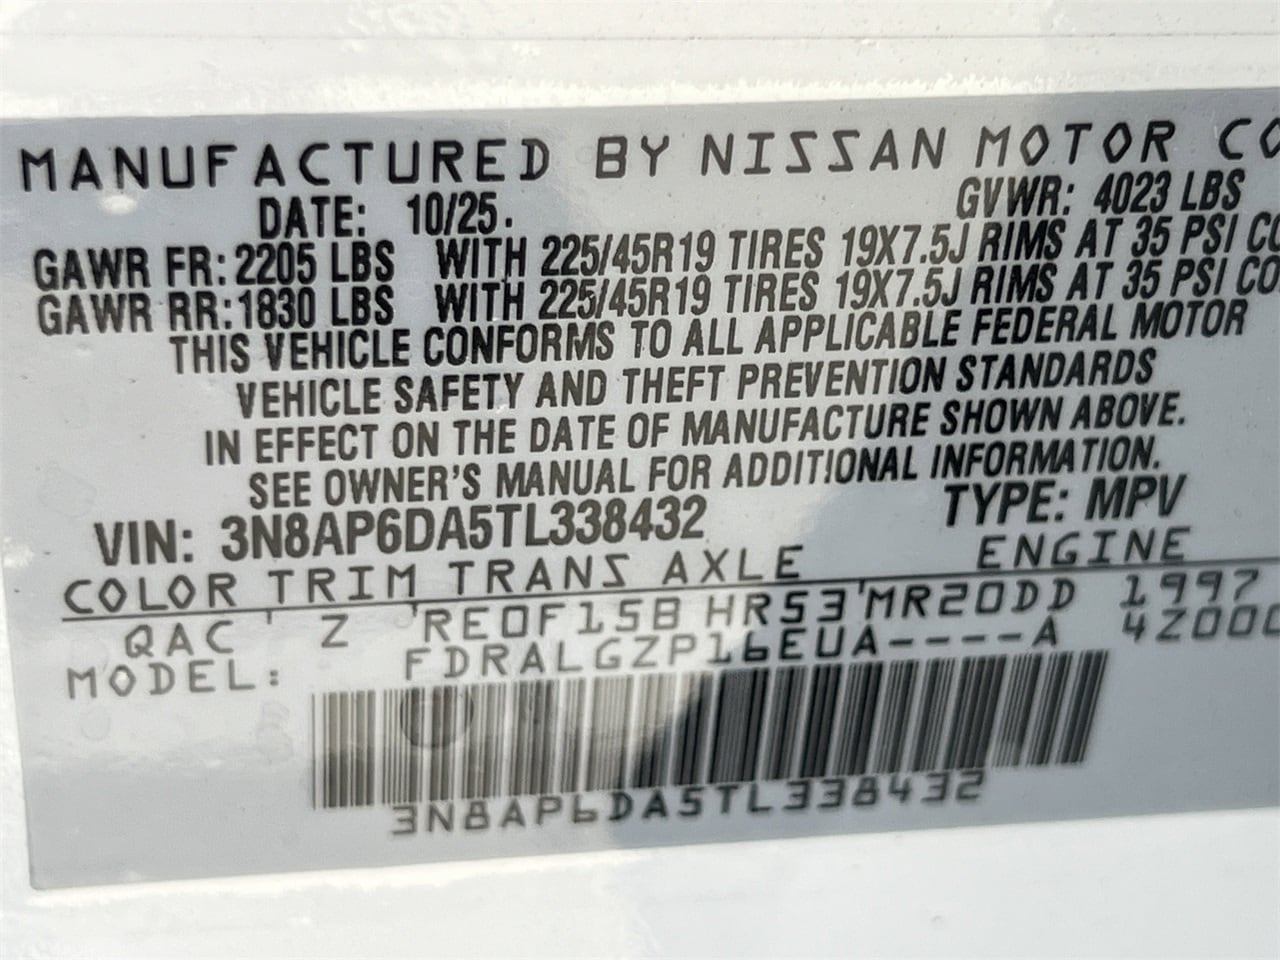 MANUFACTURED BY NISSAN MOTOR CO
DATE: 10/25. GVWR: 4023 LBS
GAWR FR: 2205 LBS WITH 225/45R19 TIRES 19X7.5J RIMS AT 35 PSI CO
GAWR RR: 1830 LBS WITH 225/45R19 TIRES 19X7.5J RIMS AT 35 PSI CO
THIS VEHICLE CONFORMS TO ALL APPLICABLE FEDERAL MOTOR
VEHICLE SAFETY AND THEFT PREVENTION STANDARDS
IN EFFECT ON THE DATE OF MANUFACTURE SHOWN ABOVE.
SEE OWNER'S MANUAL FOR ADDITIONAL INFORMATION.
VIN: 3N8AP6DA5TL338432 TYPE: MPV
COLOR TRIM TRANS AXLE ENGINE
QAC ' Z 'RE0F15B HR53'MR20DD 1997
MODEL: FDRALGZP16EUA----A 4Z000
3N8AP6DA5TL338432